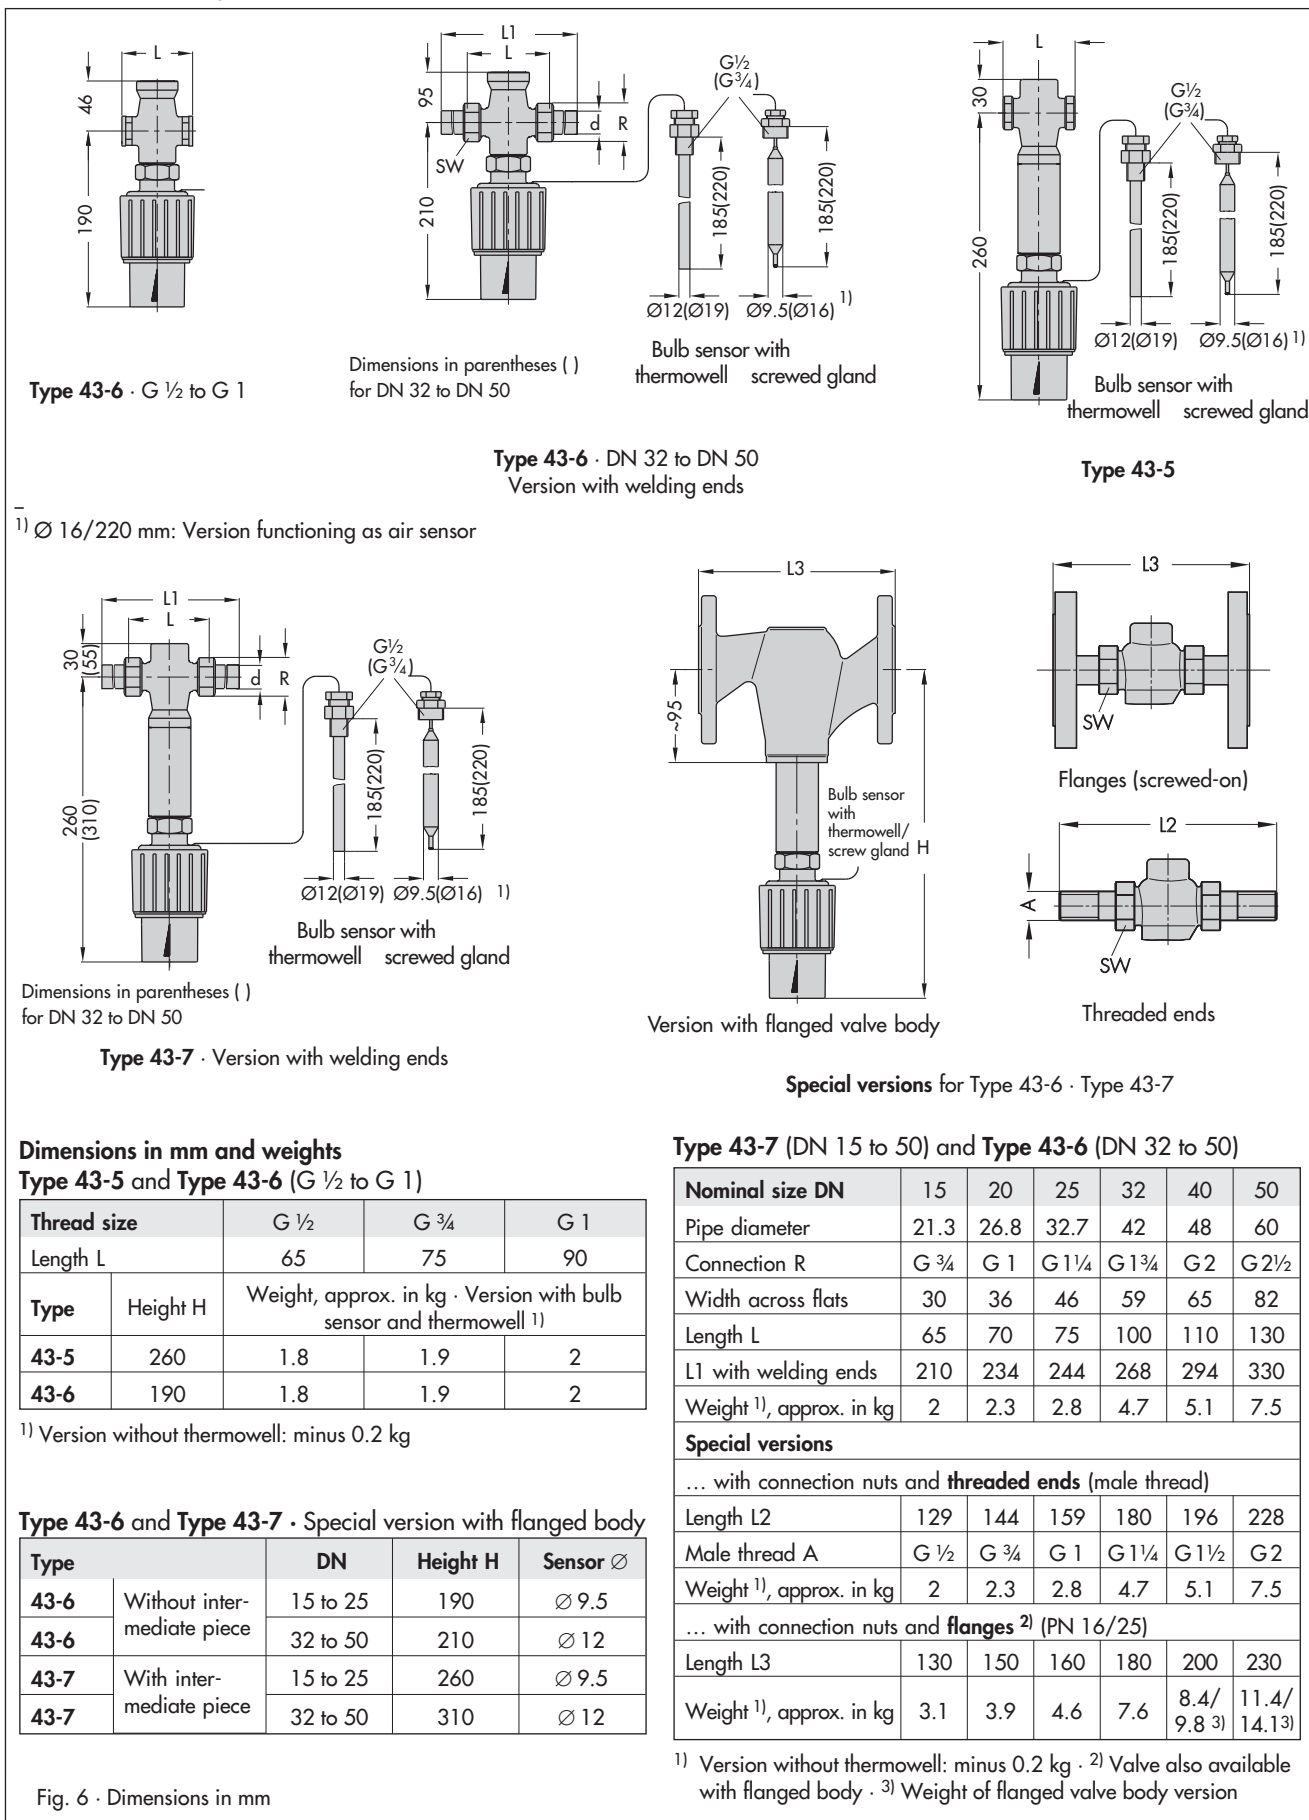 L
46
190
Type 43-6 · G ½ to G 1
L1
L
95
210
SW
d
R
G½
(G¾)
185(220)
185(220)
Ø12(Ø19)
Ø9.5(Ø16) 1)
Bulb sensor with
thermowell screwed gland
Dimensions in parentheses ( )
for DN 32 to DN 50
Type 43-6 · DN 32 to DN 50
Version with welding ends
L
30
260
G½
(G¾)
185(220)
185(220)
Ø12(Ø19)
Ø9.5(Ø16) 1)
Bulb sensor with
thermowell screwed gland
Type 43-5
1) Ø 16/220 mm: Version functioning as air sensor
L1
L
30
(55)
260
(310)
d
R
G½
(G¾)
185(220)
185(220)
Ø12(Ø19)
Ø9.5(Ø16) 1)
Bulb sensor with
thermowell screwed gland
Dimensions in parentheses ( )
for DN 32 to DN 50
Type 43-7 · Version with welding ends
L3
~95
Bulb sensor
with
thermowell/
screw gland
H
Version with flanged valve body
L3
SW
Flanges (screwed-on)
L2
A
SW
Threaded ends
Special versions for Type 43-6 · Type 43-7
Dimensions in mm and weights
Type 43-5 and Type 43-6 (G ½ to G 1)
Thread size G ½ G ¾ G 1
Length L 65 75 90
Type Height H Weight, approx. in kg · Version with bulb
sensor and thermowell 1)
43-5 260 1.8 1.9 2
43-6 190 1.8 1.9 2
1) Version without thermowell: minus 0.2 kg
Type 43-6 and Type 43-7 · Special version with flanged body
Type DN Height H Sensor ∅
43-6 Without inter-
mediate piece 15 to 25 190 ∅ 9.5
43-6 32 to 50 210 ∅ 12
43-7 With inter-
mediate piece 15 to 25 260 ∅ 9.5
43-7 32 to 50 310 ∅ 12
Fig. 6 · Dimensions in mm
Type 43-7 (DN 15 to 50) and Type 43-6 (DN 32 to 50)
Nominal size DN 15 20 25 32 40 50
Pipe diameter 21.3 26.8 32.7 42 48 60
Connection R G ¾ G 1 G1¼ G1¾ G2 G2½
Width across flats 30 36 46 59 65 82
Length L 65 70 75 100 110 130
L1 with welding ends 210 234 244 268 294 330
Weight 1), approx. in kg 2 2.3 2.8 4.7 5.1 7.5
Special versions
... with connection nuts and threaded ends (male thread)
Length L2 129 144 159 180 196 228
Male thread A G ½ G ¾ G 1 G1¼ G1½ G2
Weight 1), approx. in kg 2 2.3 2.8 4.7 5.1 7.5
... with connection nuts and flanges 2) (PN 16/25)
Length L3 130 150 160 180 200 230
Weight 1), approx. in kg 3.1 3.9 4.6 7.6 8.4/ 11.4/
9.8 3) 14.1 3)
1) Version without thermowell: minus 0.2 kg · 2) Valve also available
with flanged body · 3) Weight of flanged valve body version